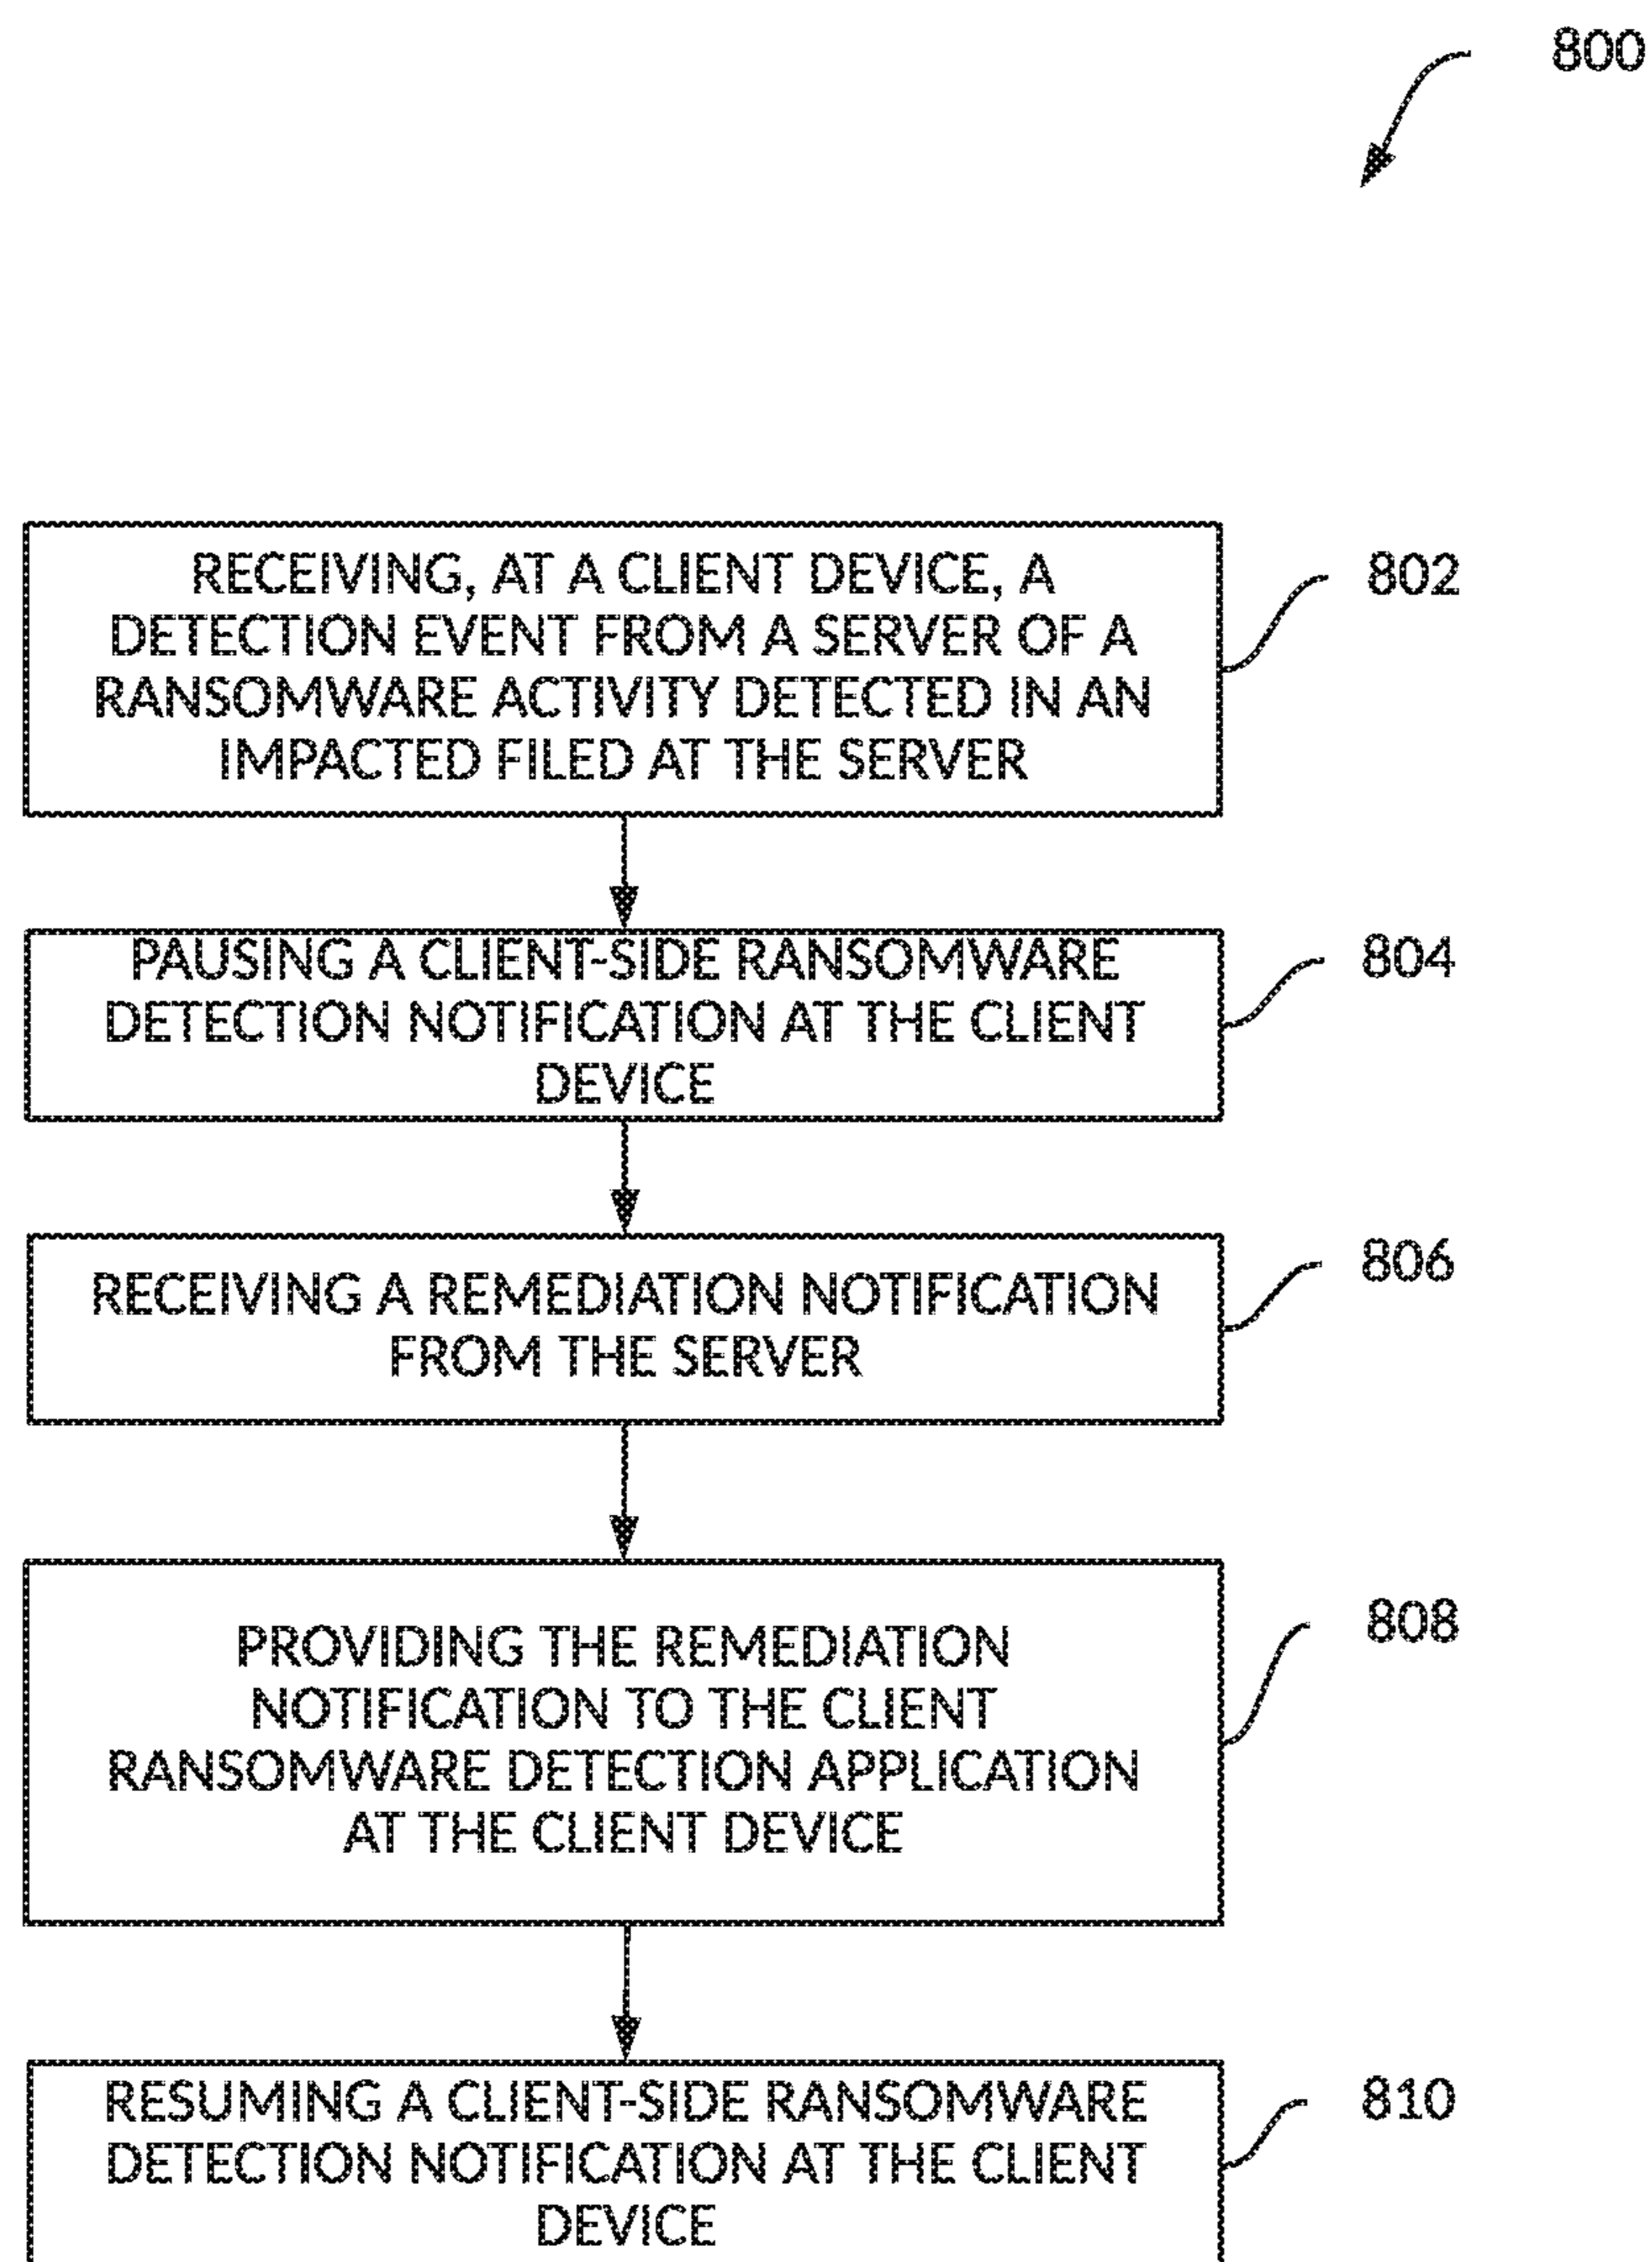 800
RECEIVING, AT A CLIENT DEVICE, A
DETECTION EVENT FROM A SERVER OF A
RANSOMWARE ACTIVITY DETECTED IN AN
IMPACTED FILED AT THE SERVER
802
PAUSING A CLIENT-SIDE RANSOMWARE
DETECTION NOTIFICATION AT THE CLIENT
DEVICE
804
RECEIVING A REMEDIATION NOTIFICATION
FROM THE SERVER
806
PROVIDING THE REMEDIATION
NOTIFICATION TO THE CLIENT
RANSOMWARE DETECTION APPLICATION
AT THE CLIENT DEVICE
808
RESUMING A CLIENT-SIDE RANSOMWARE
DETECTION NOTIFICATION AT THE CLIENT
DEVICE
810